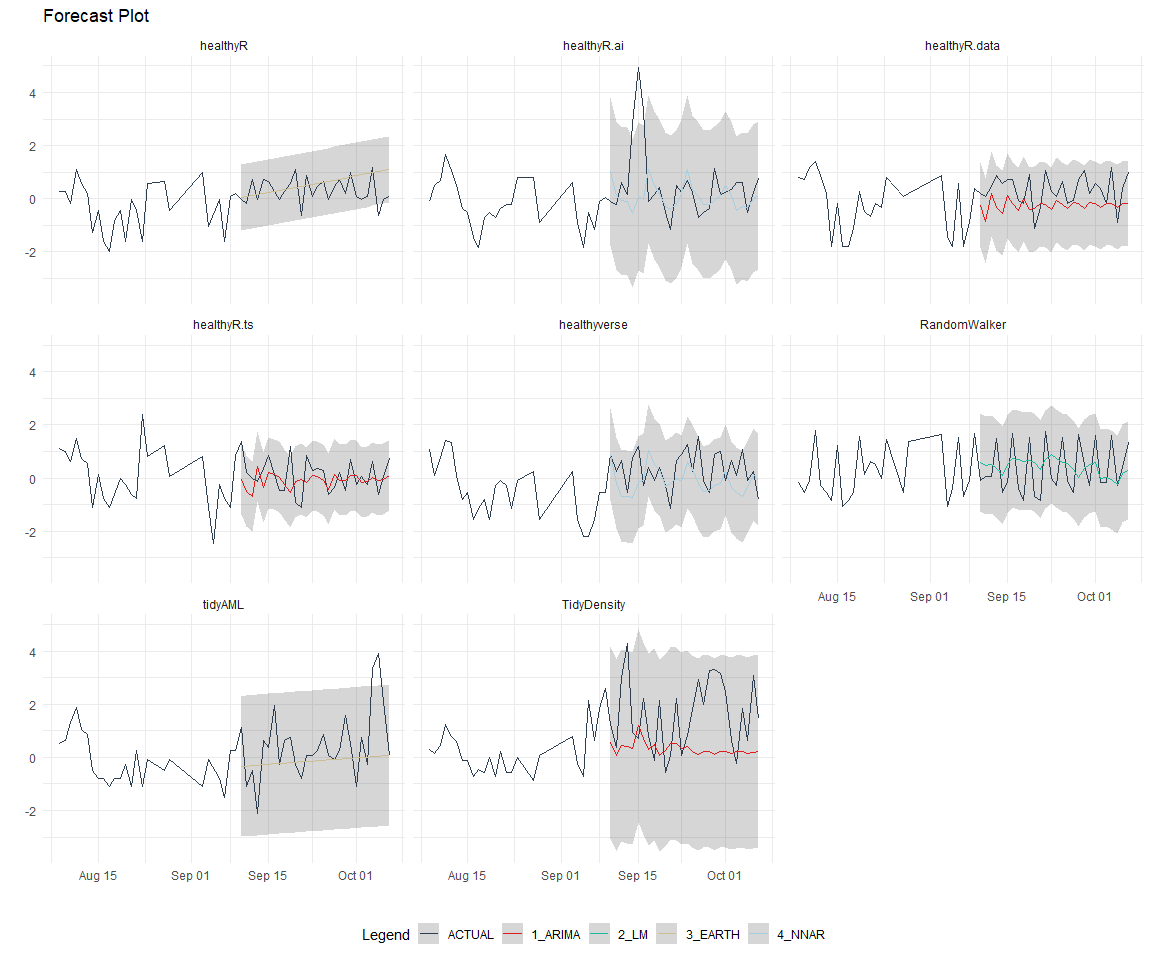 Forecast Plot
healthyR healthyR.ai healthyR.data
4
2
0
-2
healthyR.ts healthyverse RandomWalker
4
2
0
-2
Aug 15 Sep 01 Sep 15 Oct 01
tidyAML TidyDensity
4
2
0
-2
Aug 15 Sep 01 Sep 15 Oct 01 Aug 15 Sep 01 Sep 15 Oct 01
Legend ACTUAL 1_ARIMA 2_LM 3_EARTH 4_NNAR